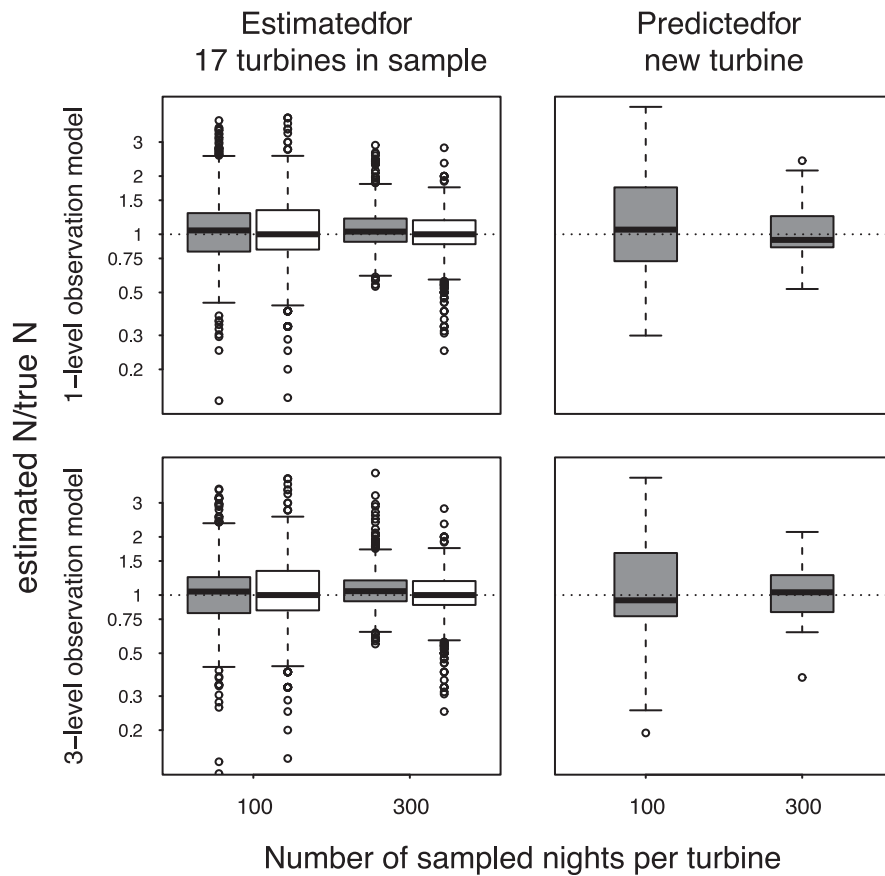 Estimatedfor
17 turbines in sample
Predictedfor
new turbine
estimated N/true N
1−level observation model
3
2
1.5
1
0.75
0.5
0.3
0.2
3−level observation model
3
2
1.5
1
0.75
0.5
0.3
0.2
100
300
100
300
Number of sampled nights per turbine